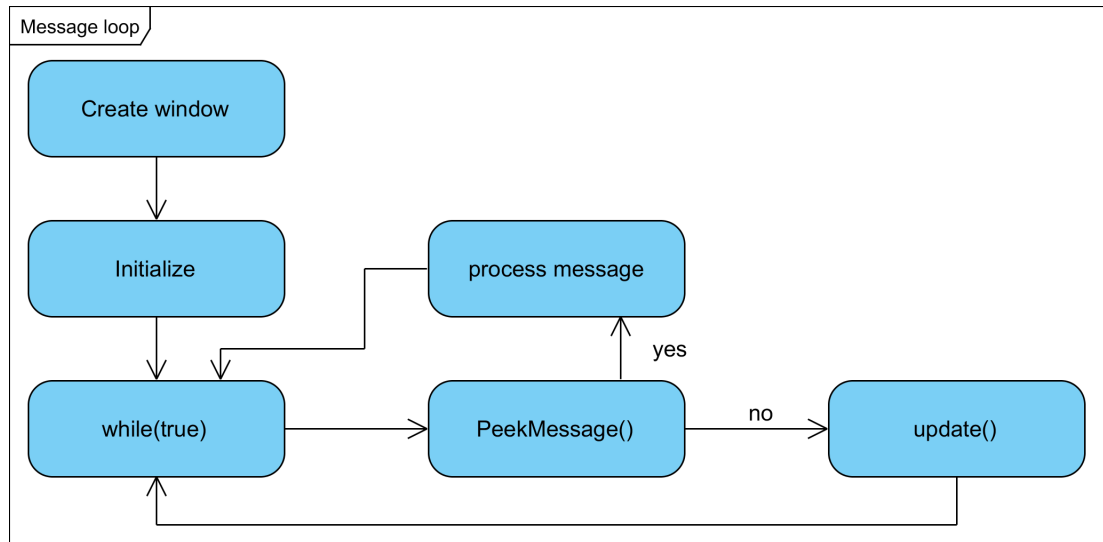 Message loop
Create window
Initialize
process message
yes
while(true)
PeekMessage()
no
update()